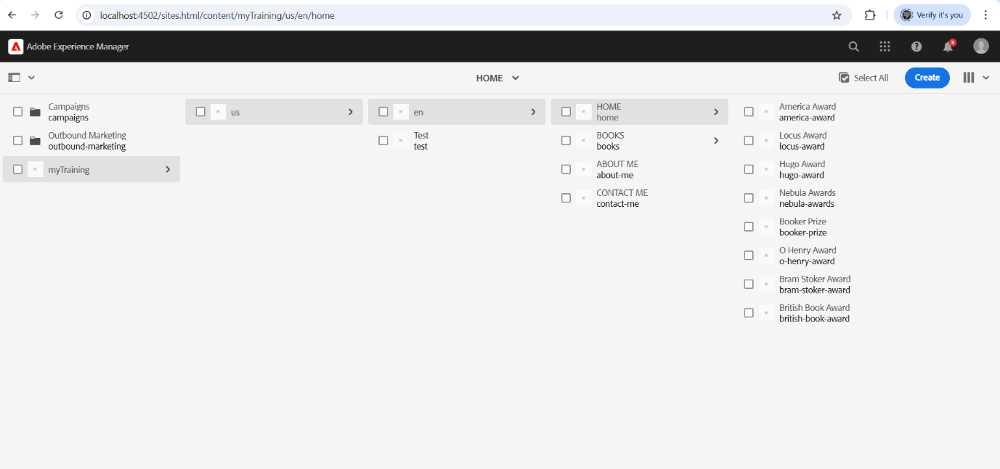 localhost:4502/sites.html/content/myTraining/us/en/home
Verify it's you
Adobe Experience Manager
3
HOME
Select All
Create
Campaigns
campaigns
Outbound Marketing
outbound-marketing
myTraining
us
en
Test
test
HOME
home
BOOKS
books
ABOUT ME
about-me
CONTACT ME
contact-me
America Award
america-award
Locus Award
locus-award
Hugo Award
hugo-award
Nebula Awards
nebula-awards
Booker Prize
booker-prize
O Henry Award
o-henry-award
Bram Stoker Award
bram-stoker-award
British Book Award
british-book-award